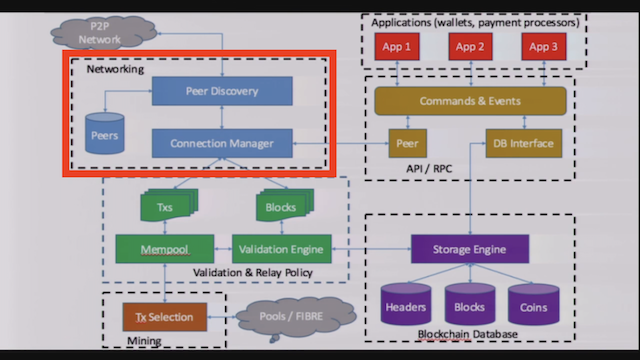 P2P
Network
Applications (wallets, payment processors)
App 1
App 2
App 3
Networking
Peer Discovery
Peers
Connection Manager
Commands & Events
Peer
DB Interface
API / RPC
Txs
Blocks
Mempool
Validation Engine
Validation & Relay Policy
Storage Engine
Headers
Blocks
Coins
Blockchain Database
Tx Selection
Pools / FIBRE
Mining